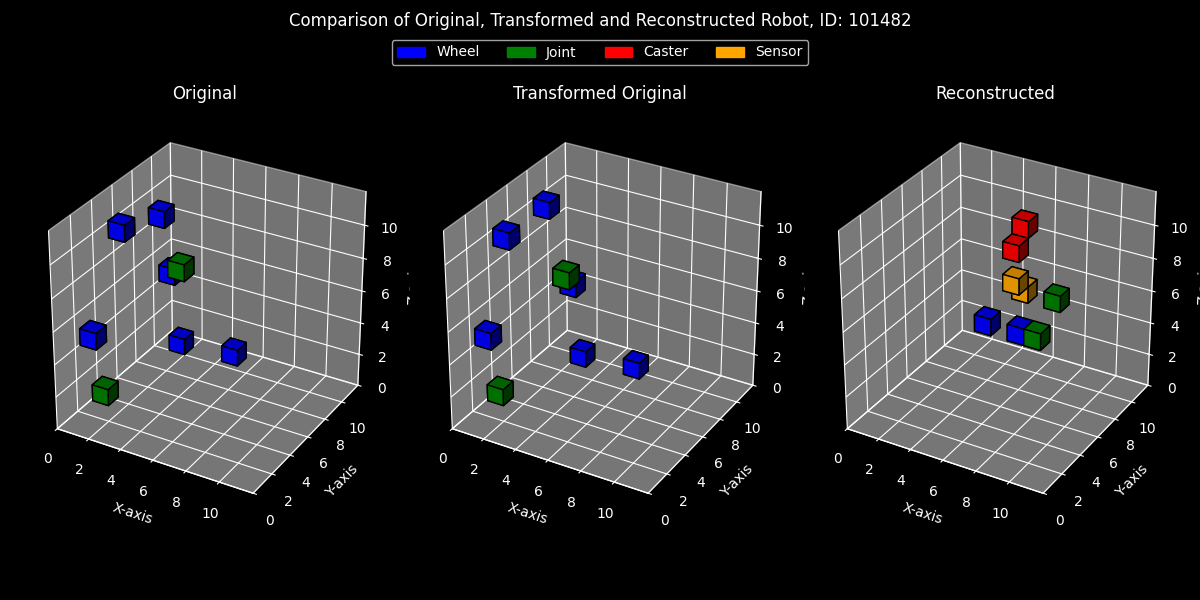 Comparison of Original, Transformed and Reconstructed Robot, ID: 101482
Wheel Joint Caster Sensor
Original Transformed Original Reconstructed
10 10 10
8 8 8
6 6 6
4 4 4
2 2 2
0 0 0
0 2 4 6 8 10 0 2 4 6 8 10 0 2 4 6 8 10
0 2 4 6 8 10 0 2 4 6 8 10 0 2 4 6 8 10
X-axis Y-axis X-axis Y-axis X-axis Y-axis